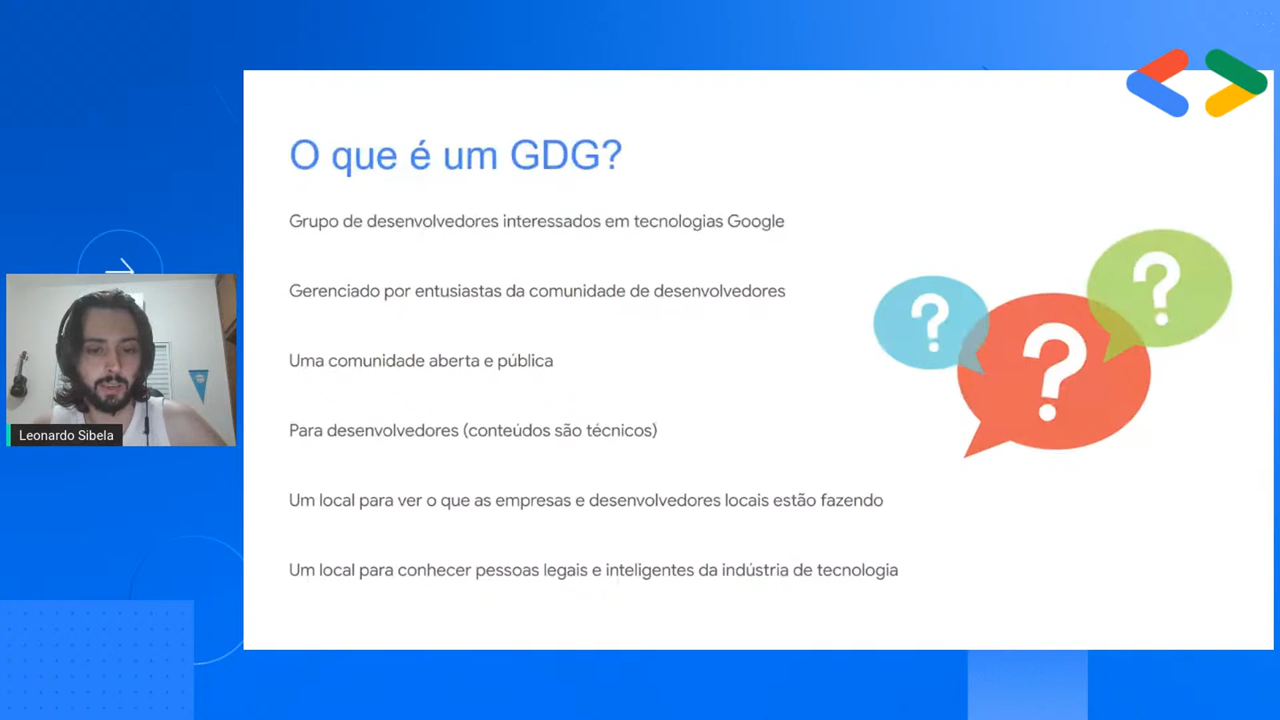 O que é um GDG?
Grupo de desenvolvedores interessados em tecnologias Google
Gerenciado por entusiastas da comunidade de desenvolvedores
Uma comunidade aberta e pública
Para desenvolvedores (conteúdos são técnicos)
Um local para ver o que as empresas e desenvolvedores locais estão fazendo
Um local para conhecer pessoas legais e inteligentes da indústria de tecnologia
? ? ?
Leonardo Sibela